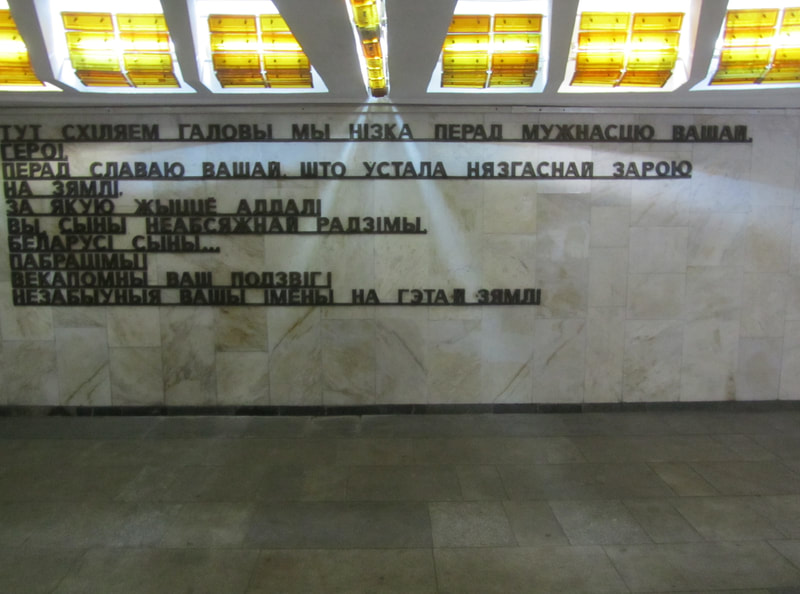 ТУТ СХІЛЯЕМ ГАЛОВЫ МЫ НІЗКА ПЕРАД МУЖНАСЦЮ ВАШАЙ,
ГЕРОІ,
ПЕРАД СЛАВАЮ ВАШАЙ, ШТО УСТАЛА НЯЗГАСНАЙ ЗАРОЮ
НА ЗЯМЛІ,
ЗА ЯКУЮ ЖЫЦЦЁ АДДАЛІ
ВЫ, СЫНЫ НЕАБСЯЖНАЙ РАДЗІМЫ,
БЕЛАРУСІ СЫНЫ...
ПАБРАЦІМЫ!
ВЕКАПОМНЫ ВАШ ПОДЗВІГ І
НЕЗАБЫЎНЫЯ ВАШЫ ІМЕНЫ НА ГЭТАЙ ЗЯМЛІ